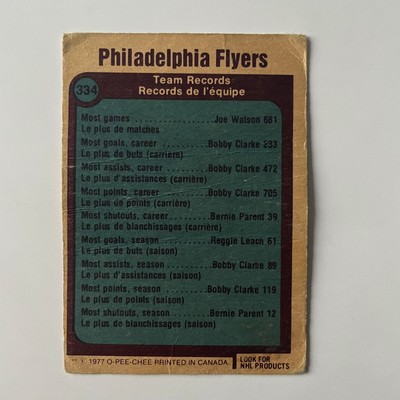 Philadelphia Flyers
334
Team Records
Records de l'équipe
Most games ................. Joe Watson 681
Le plus de matches
Most goals, career ......... Bobby Clarke 233
Le plus de buts (carrière)
Most assists, career ....... Bobby Clarke 472
Le plus d'assistances (carrière)
Most points, career ........ Bobby Clarke 705
Le plus de points (carrière)
Most shutouts, career.......Bernie Parent 39
Le plus de blanchissages (carrière)
Most goals, season ......... Reggie Leach 61
Le plus de buts (saison)
Most assists, season ....... Bobby Clarke 89
Le plus d'assistances (saison)
Most points, season ........ Bobby Clarke 119
Le plus de points (saison)
Most shutouts, season ...... Bernie Parent 12
Le plus de blanchissages (saison)
1977 O-PEE-CHEE PRINTED IN CANADA
LOOK FOR
NHL PRODUCTS